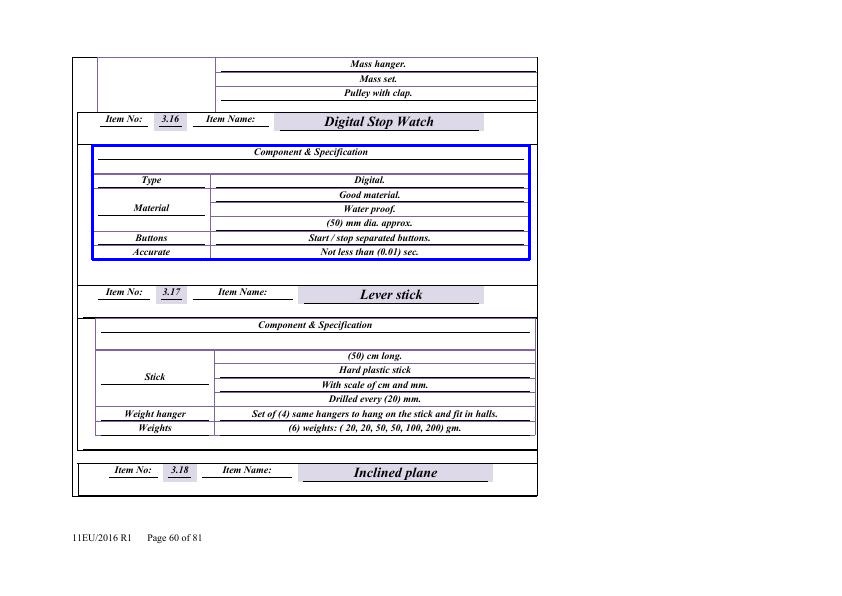 Mass hanger.
Mass set.
Pulley with clap.
Item No: 3.16 Item Name: Digital Stop Watch
Component & Specification
Type Digital.
Good material.
Material Water proof.
(50) mm dia. approx.
Buttons Start / stop separated buttons.
Accurate Not less than (0.01) sec.
Item No: 3.17 Item Name: Lever stick
Component & Specification
(50) cm long.
Hard plastic stick
Stick
With scale of cm and mm.
Drilled every (20) mm.
Weight hanger Set of (4) same hangers to hang on the stick and fit in halls.
Weights (6) weights: ( 20, 20, 50, 50, 100, 200) gm.
Item No: 3.18 Item Name: Inclined plane
11EU/2016 R1 Page 60 of 81